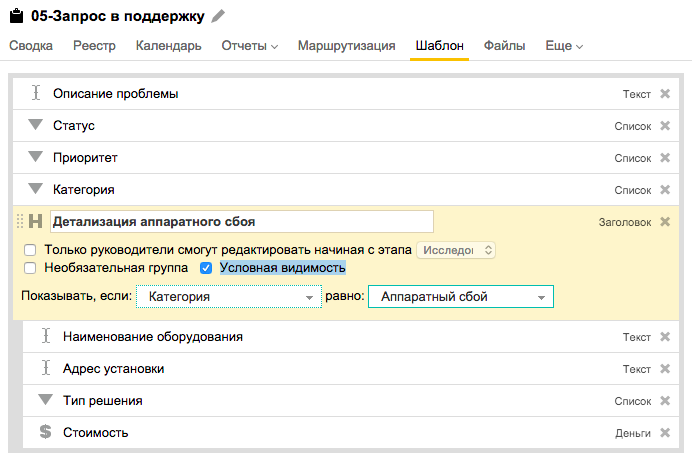 05-Запрос в поддержку
Сводка Реестр Календарь Отчеты Маршрутизация Шаблон Файлы Еще
Описание проблемы Текст
Статус Список
Приоритет Список
Категория Список
H Детализация аппаратного сбоя Заголовок
Только руководители смогут редактировать начиная с этапа Исследов
Необязательная группа Условная видимость
Показывать, если: Категория равно: Аппаратный сбой
Наименование оборудования Текст
Адрес установки Текст
Тип решения Список
$ Стоимость Деньги